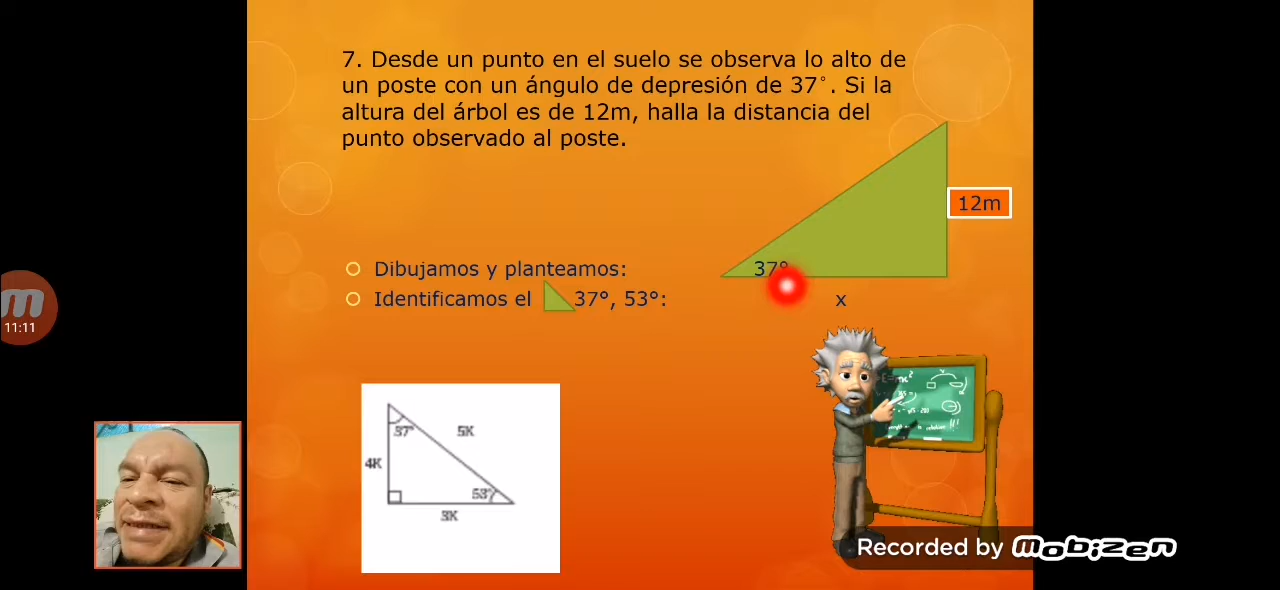 7. Desde un punto en el suelo se observa lo alto de
un poste con un ángulo de depresión de 37°. Si la
altura del árbol es de 12m, halla la distancia del
punto observado al poste.
12m
37°
x
Dibujamos y planteamos:
Identificamos el 37°, 53°:
11:11
37°
5K
4K
53°
3K
E=mc²
Recorded by mobizen